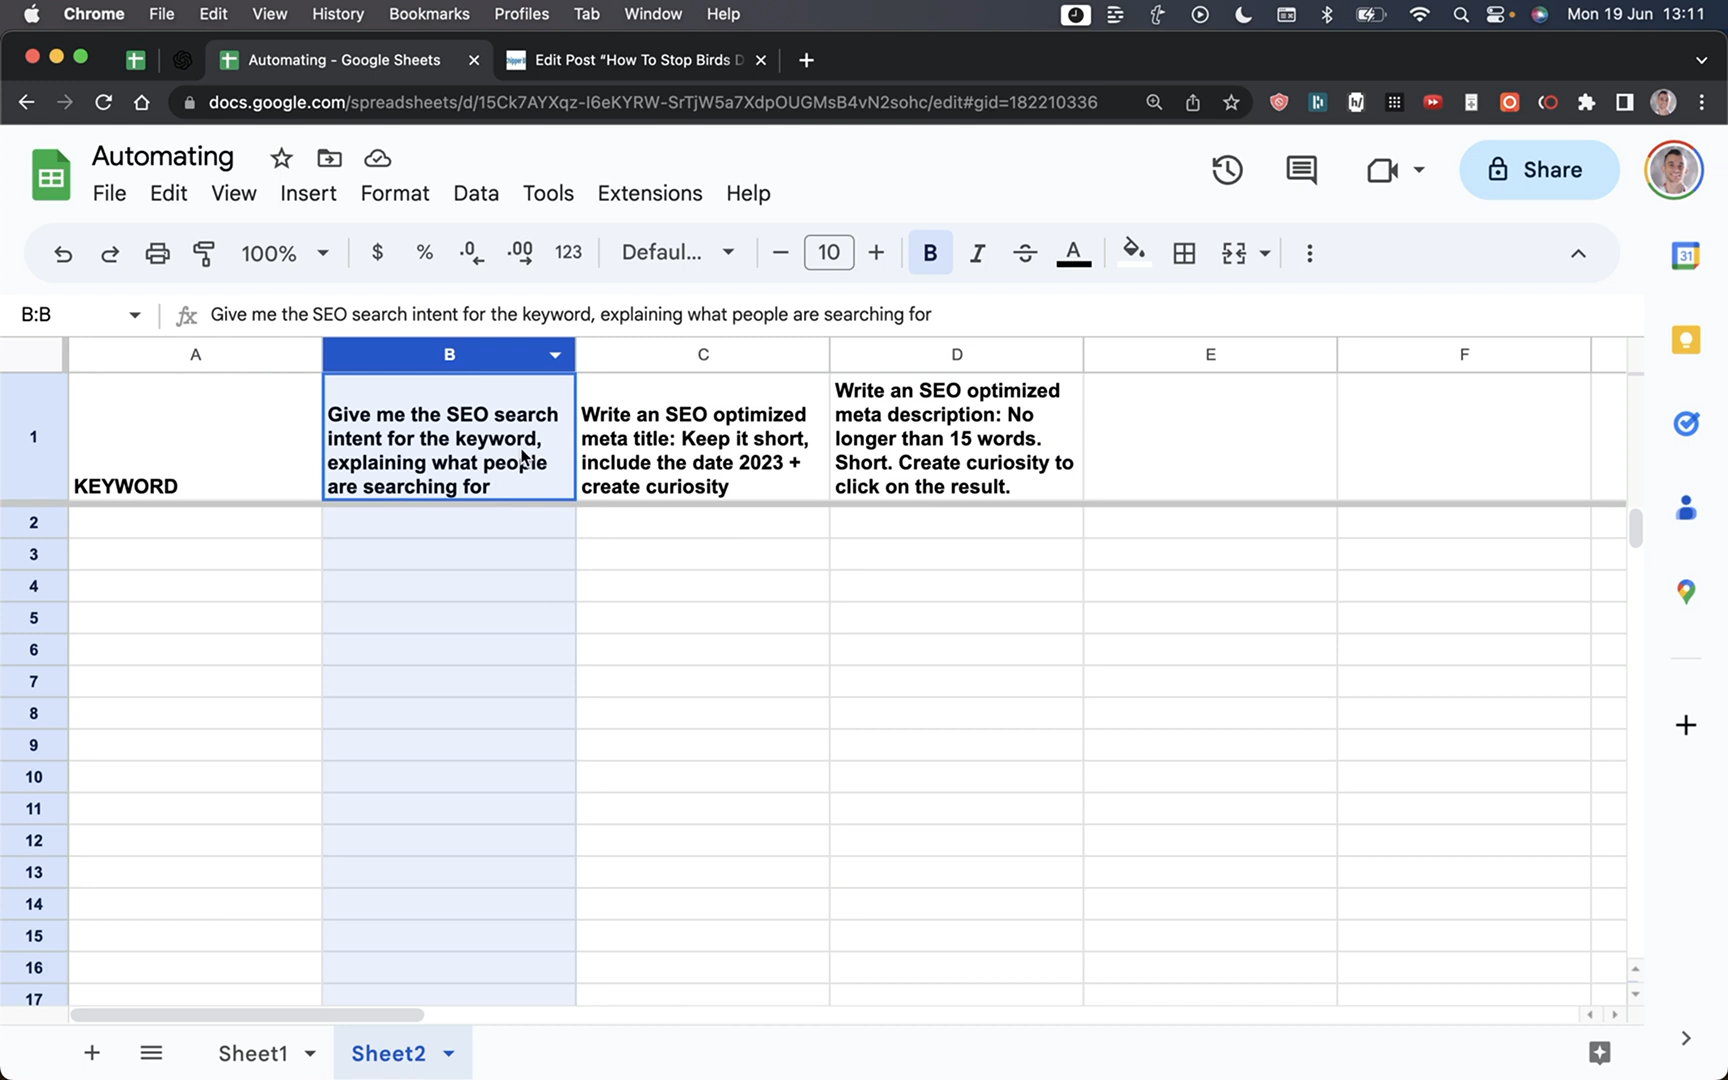 Chrome File Edit View History Bookmarks Profiles Tab Window Help Mon 19 Jun 13:11
Automating - Google Sheets Edit Post "How To Stop Birds D
docs.google.com/spreadsheets/d/15Ck7AYXqz-I6eKYRW-SrTjW5a7XdpOUGMsB4vN2sohc/edit#gid=182210336
Automating
File Edit View Insert Format Data Tools Extensions Help
Share
100% $ % .0 .00 123 Defaul... 10 B I A
31
B:B fx Give me the SEO search intent for the keyword, explaining what people are searching for
A B C D E F
1
KEYWORD
Give me the SEO search
intent for the keyword,
explaining what people
are searching for
Write an SEO optimized
meta title: Keep it short,
include the date 2023 +
create curiosity
Write an SEO optimized
meta description: No
longer than 15 words.
Short. Create curiosity to
click on the result.
2
3
4
5
6
7
8
9
10
11
12
13
14
15
16
17
Sheet1 Sheet2